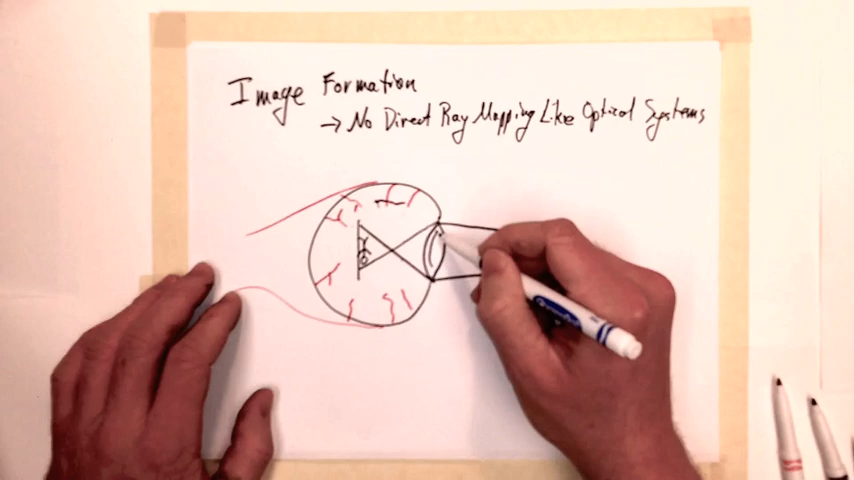 Image Formation
→ No Direct Ray Mapping Like Optical Systems